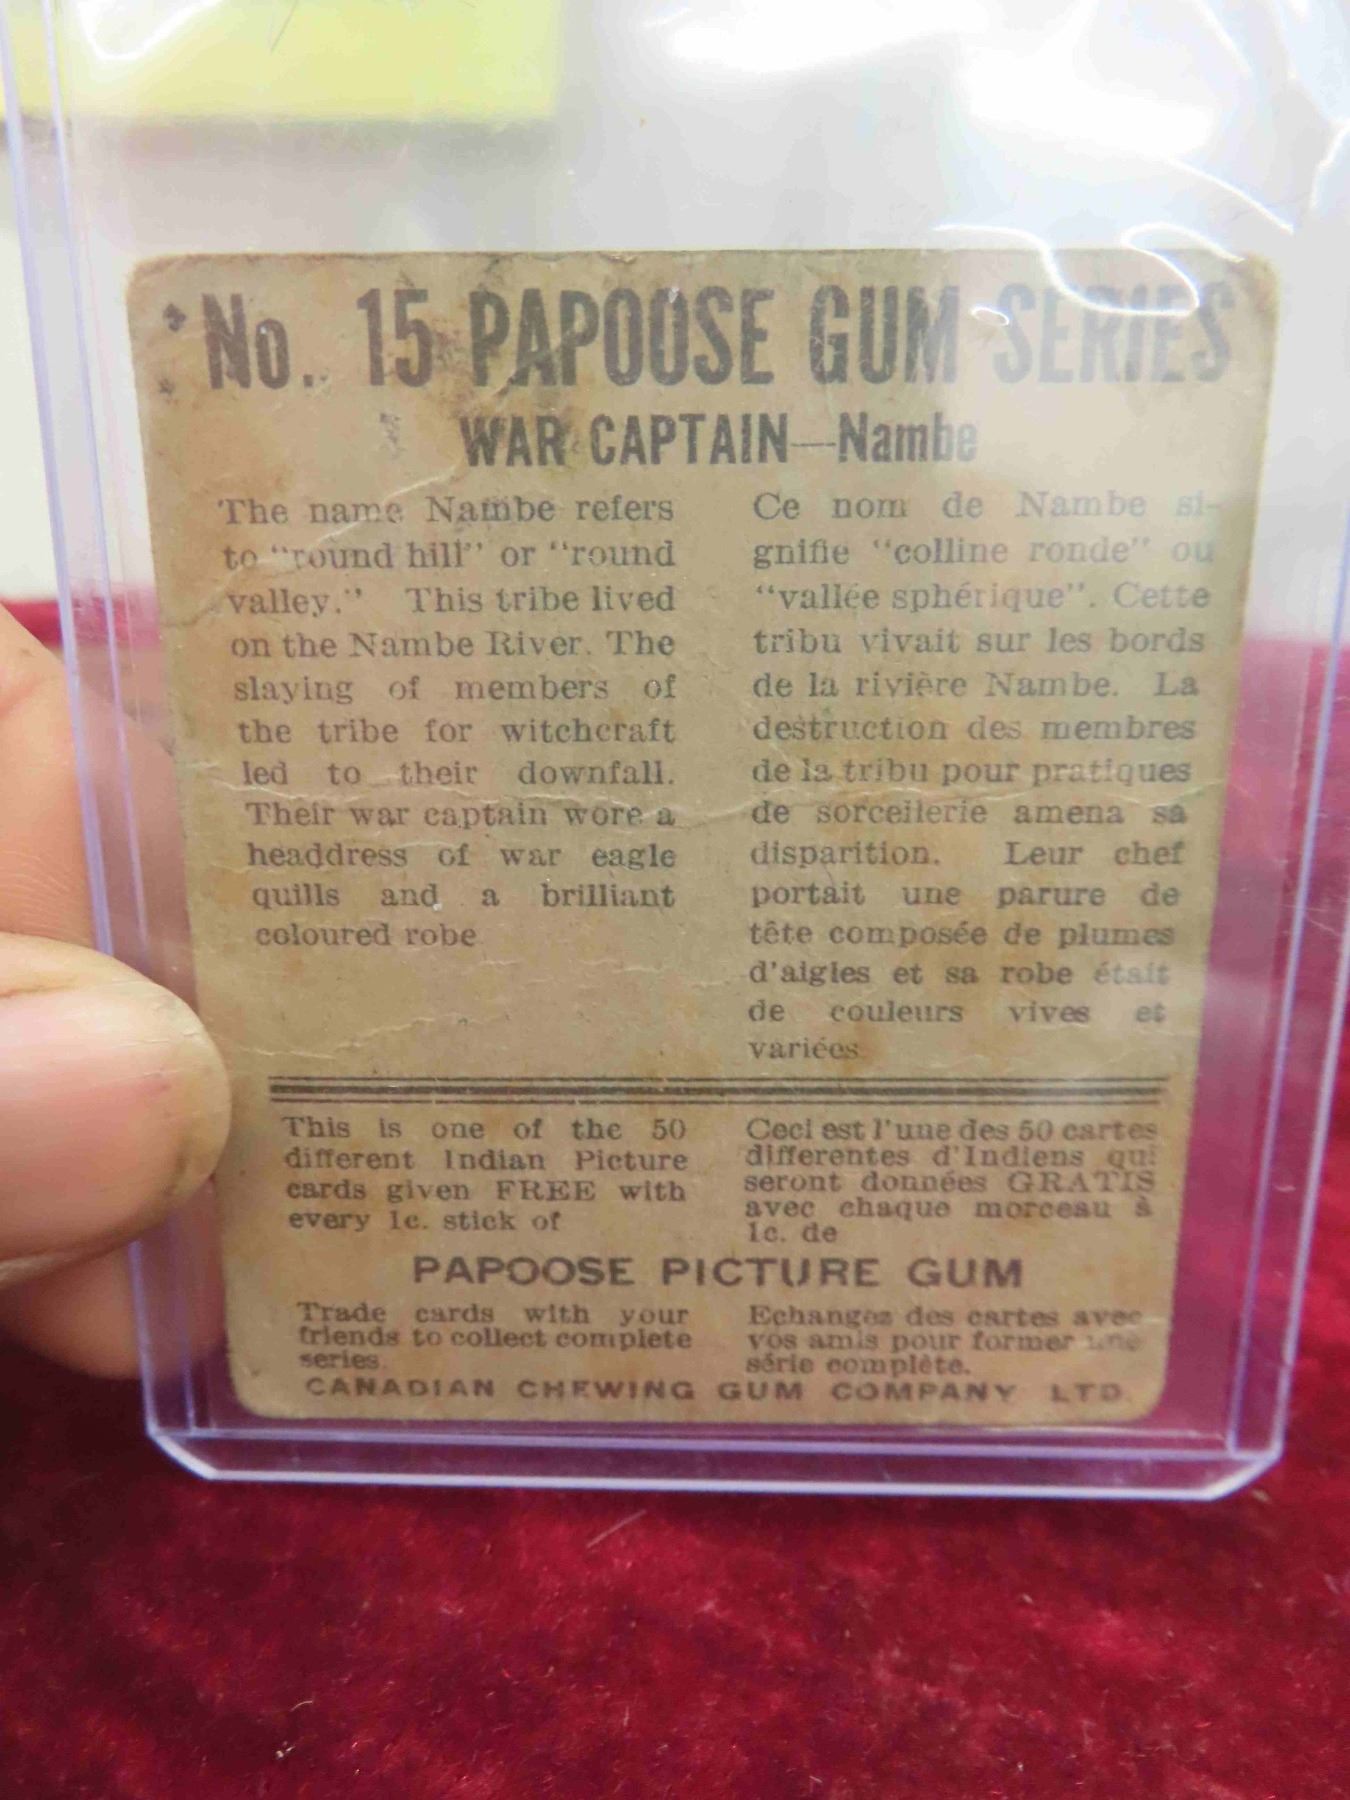 No. 15 PAPOOSE GUM SERIES
WAR CAPTAIN—Nambe
The name Nambe refers
to "round hill" or "round
valley." This tribe lived
on the Nambe River. The
slaying of members of
the tribe for witchcraft
led to their downfall.
Their war captain wore a
headdress of war eagle
quills and a brilliant
coloured robe
Ce nom de Nambe si-
gnifie "colline ronde" ou
"vallée sphérique". Cette
tribu vivait sur les bords
de la rivière Nambe. La
destruction des membres
de la tribu pour pratiques
de sorcellerie amena sa
disparition. Leur chef
portait une parure de
tête composée de plumes
d'aigles et sa robe était
de couleurs vives et
variées
This is one of the 50
different Indian Picture
cards given FREE with
every 1c. stick of
Ceci est l'une des 50 cartes
differentes d'Indiens qui
seront données GRATIS
avec chaque morceau à
1c. de
PAPOOSE PICTURE GUM
Trade cards with your
friends to collect complete
series.
Echangez des cartes avec
vos amis pour former une
série complète.
CANADIAN CHEWING GUM COMPANY LTD.